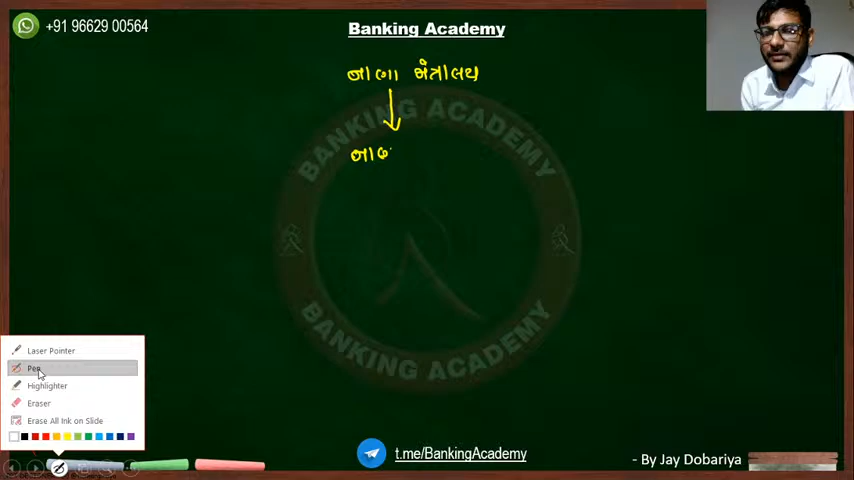 +91 96629 00564
Banking Academy
નાણા મંત્રાલય
BANKING ACADEMY
BANKING ACADEMY
Laser Pointer
Pen
Highlighter
Eraser
Erase All Ink on Slide
t.me/BankingAcademy
- By Jay Dobariya